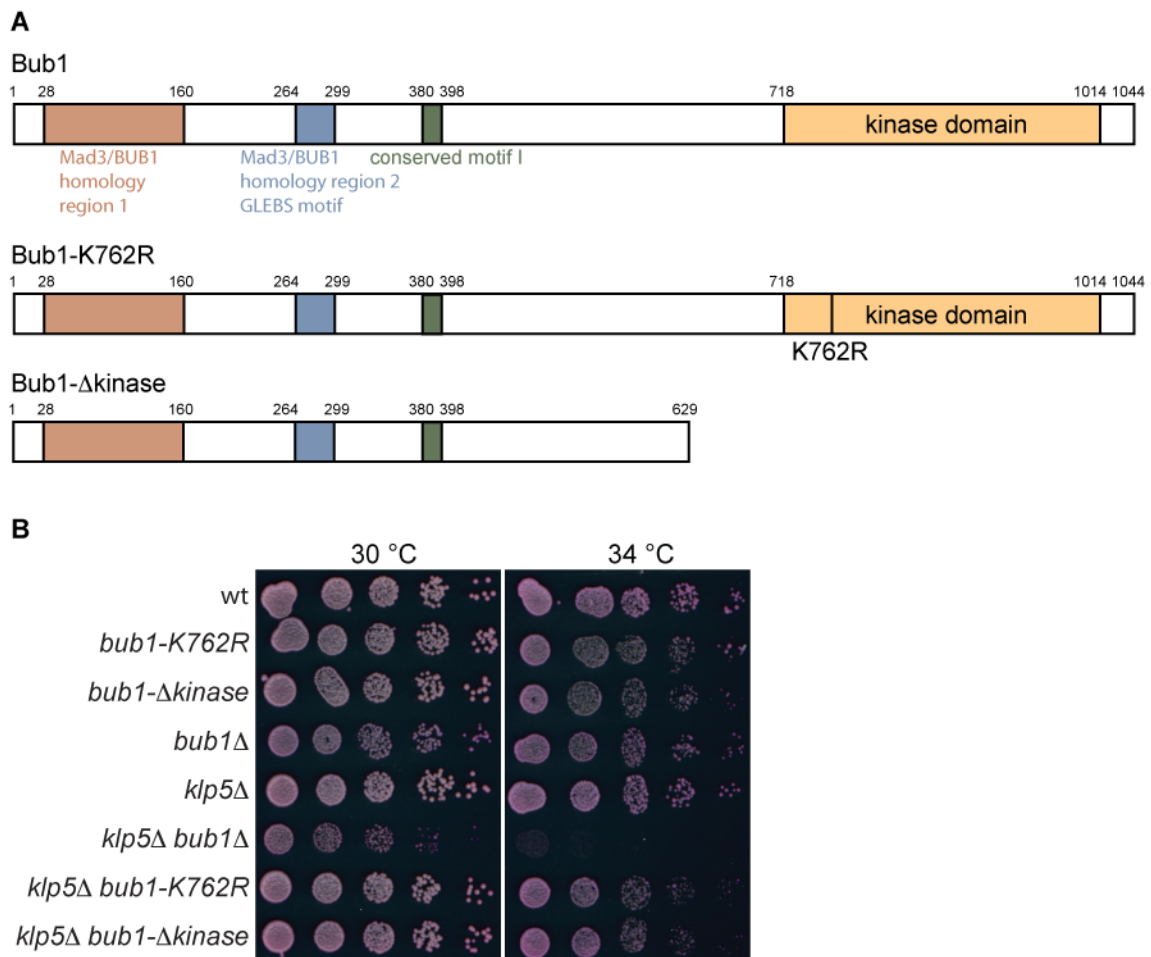 A
Bub1
1 28 160 264 299 380 398 718 1014 1044
kinase domain
Mad3/BUB1 homology region 1
Mad3/BUB1 homology region 2 GLEBS motif
conserved motif I
Bub1-K762R
1 28 160 264 299 380 398 718 1014 1044
kinase domain
K762R
Bub1-Δkinase
1 28 160 264 299 380 398 629
B
30 °C 34 °C
wt
bub1-K762R
bub1-Δkinase
bub1Δ
klp5Δ
klp5Δ bub1Δ
klp5Δ bub1-K762R
klp5Δ bub1-Δkinase